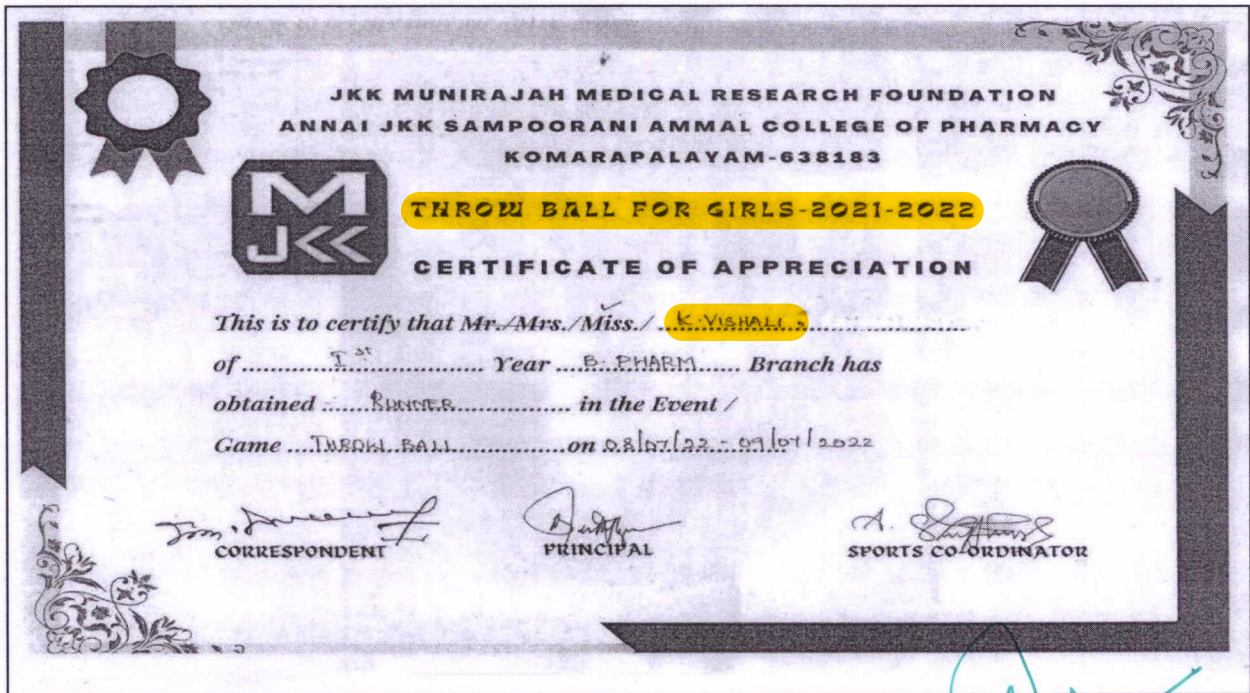 JKK MUNIRAJAH MEDICAL RESEARCH FOUNDATION
ANNAI JKK SAMPOORANI AMMAL COLLEGE OF PHARMACY
KOMARAPALAYAM-638183
M
JKK
THROW BALL FOR GIRLS-2021-2022
CERTIFICATE OF APPRECIATION
This is to certify that Mr./Mrs./Miss./ K. VISHALI
of ..... Ist ..... Year ..... B. PHARM ..... Branch has
obtained ..... RUNNER ..... in the Event /
Game ..... THROW BALL ..... on 08/07/22 - 09/07/2022
CORRESPONDENT
PRINCIPAL
SPORTS CO-ORDINATOR